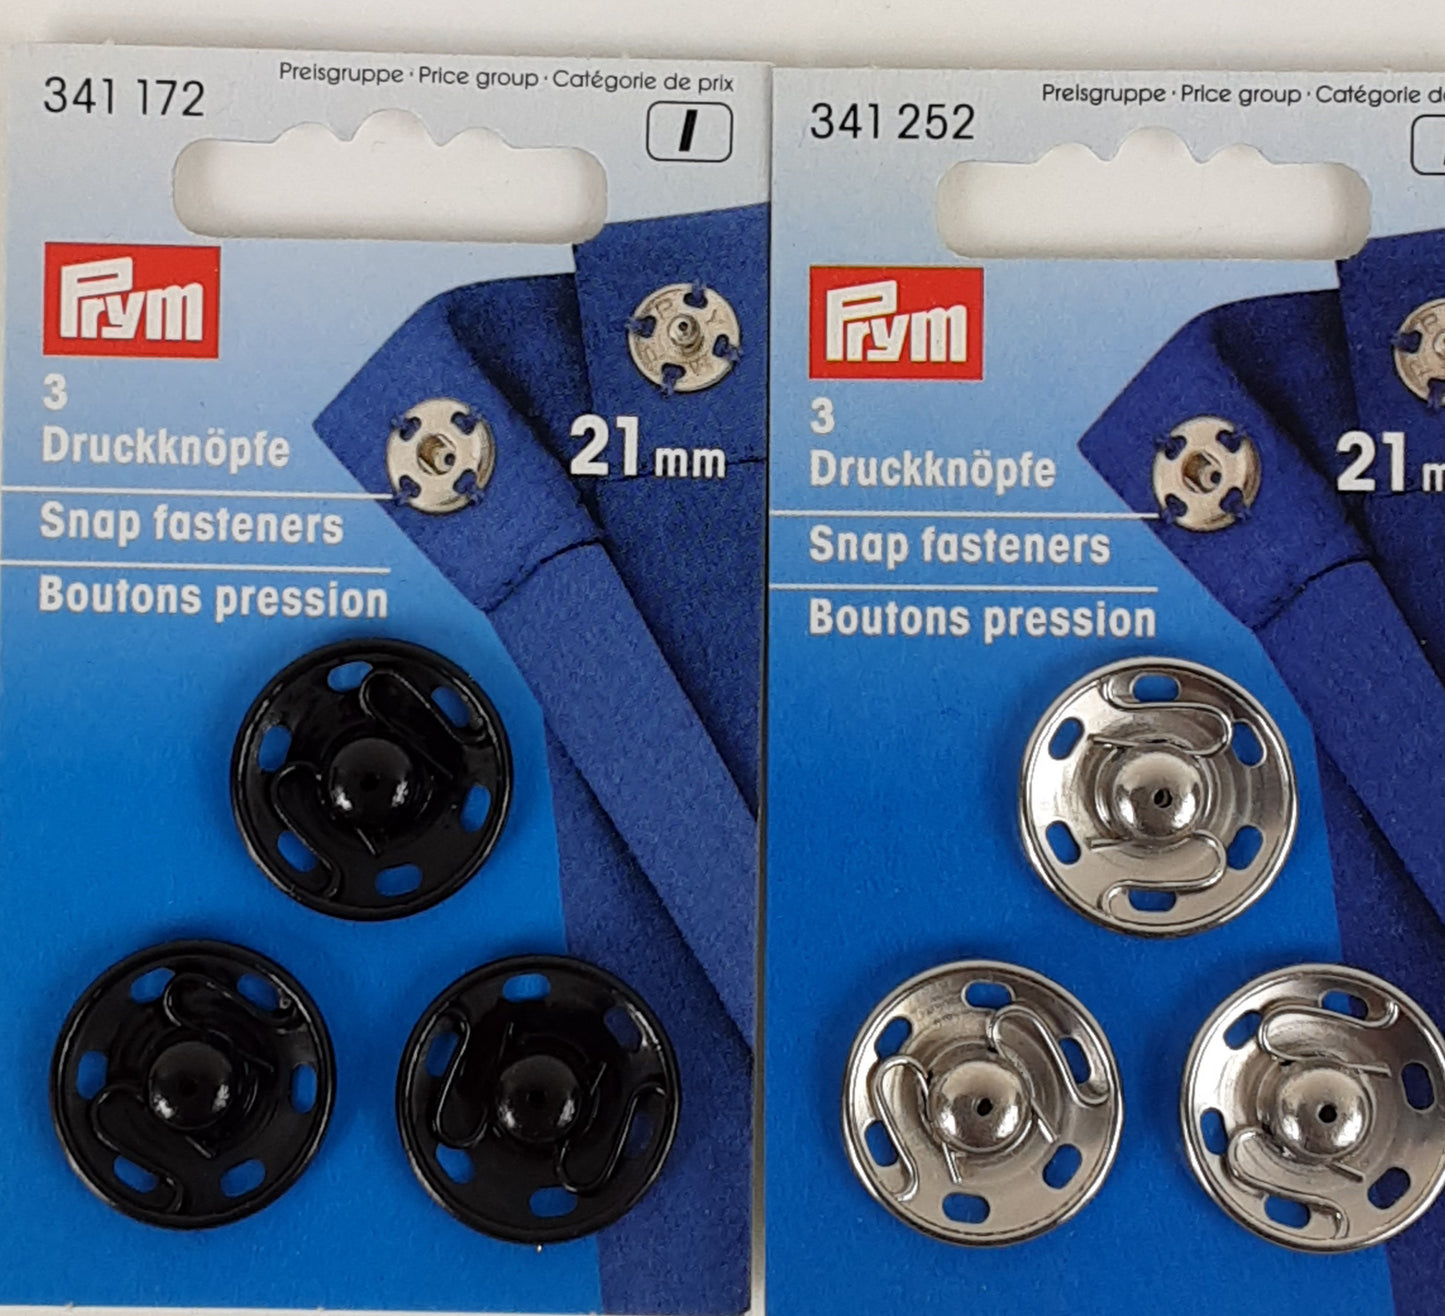 341 172
Preisgruppe · Price group · Catégorie de prix
I
Prym
3
Druckknöpfe
21 mm
Snap fasteners
Boutons pression
341 252
Preisgruppe · Price group · Catégorie
Prym
3
Druckknöpfe
21
Snap fasteners
Boutons pression